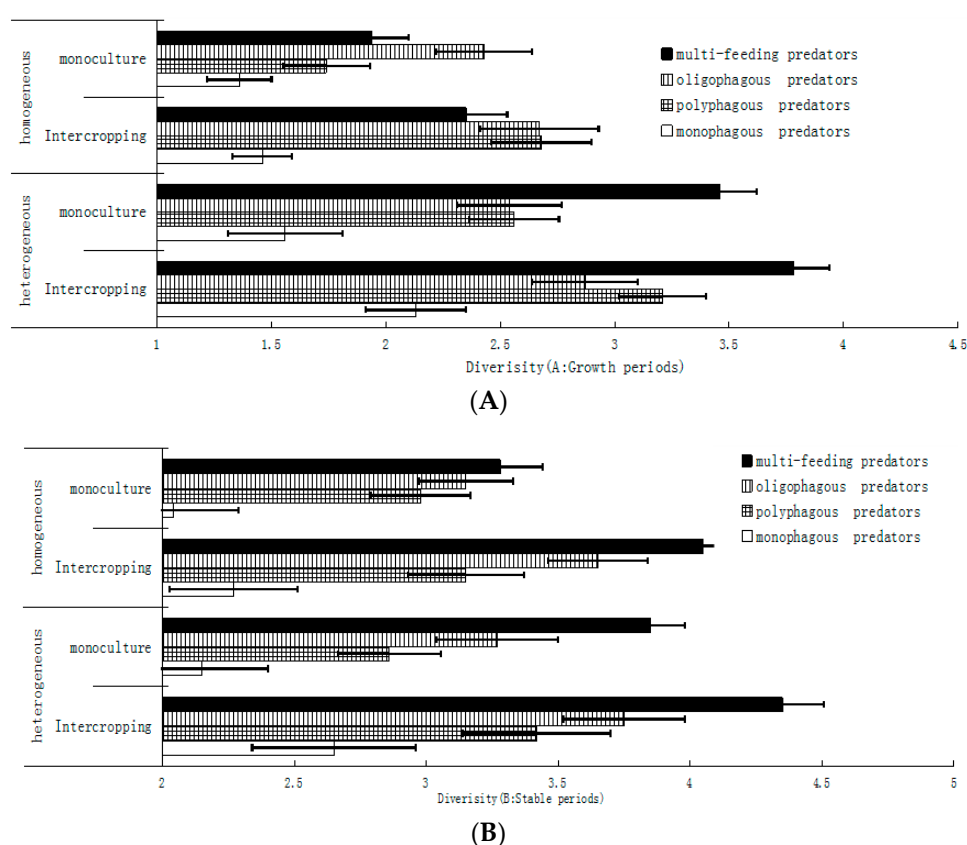 homogeneous
monoculture
Intercropping
heterogeneous
monoculture
Intercropping
multi-feeding predators
oligophagous predators
polyphagous predators
monophagous predators
1 1.5 2 2.5 3 3.5 4 4.5
Diverisity(A:Growth periods)
(A)
homogeneous
monoculture
Intercropping
heterogeneous
monoculture
Intercropping
multi-feeding predators
oligophagous predators
polyphagous predators
monophagous predators
2 2.5 3 3.5 4 4.5 5
Diverisity(B:Stable periods)
(B)